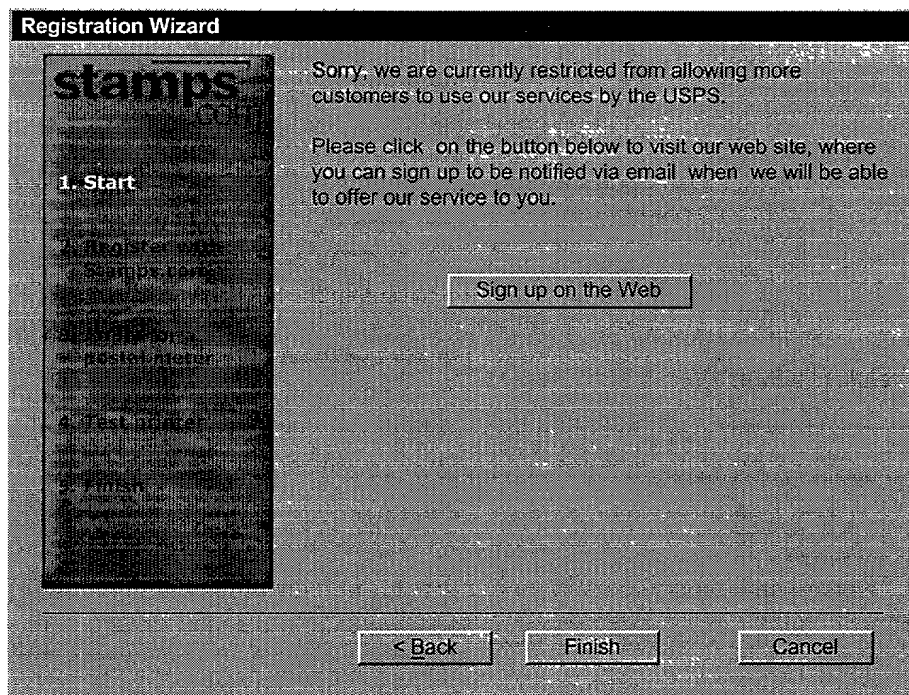 Registration Wizard
stamps
.com
1. Start
2. Register with
Stamps.com
postal meter
4. Test printer
5. Finish
Sorry, we are currently restricted from allowing more
customers to use our services by the USPS.
Please click on the button below to visit our web site, where
you can sign up to be notified via email when we will be able
to offer our service to you.
Sign up on the Web
< Back
Finish
Cancel